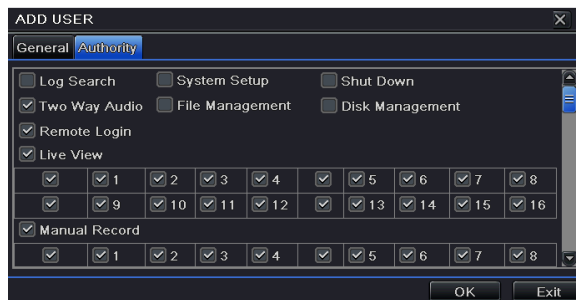 ADD USER
General Authority
Log Search System Setup Shut Down
Two Way Audio File Management Disk Management
Remote Login
Live View
1 2 3 4 5 6 7 8
9 10 11 12 13 14 15 16
Manual Record
1 2 3 4 5 6 7 8
OK Exit